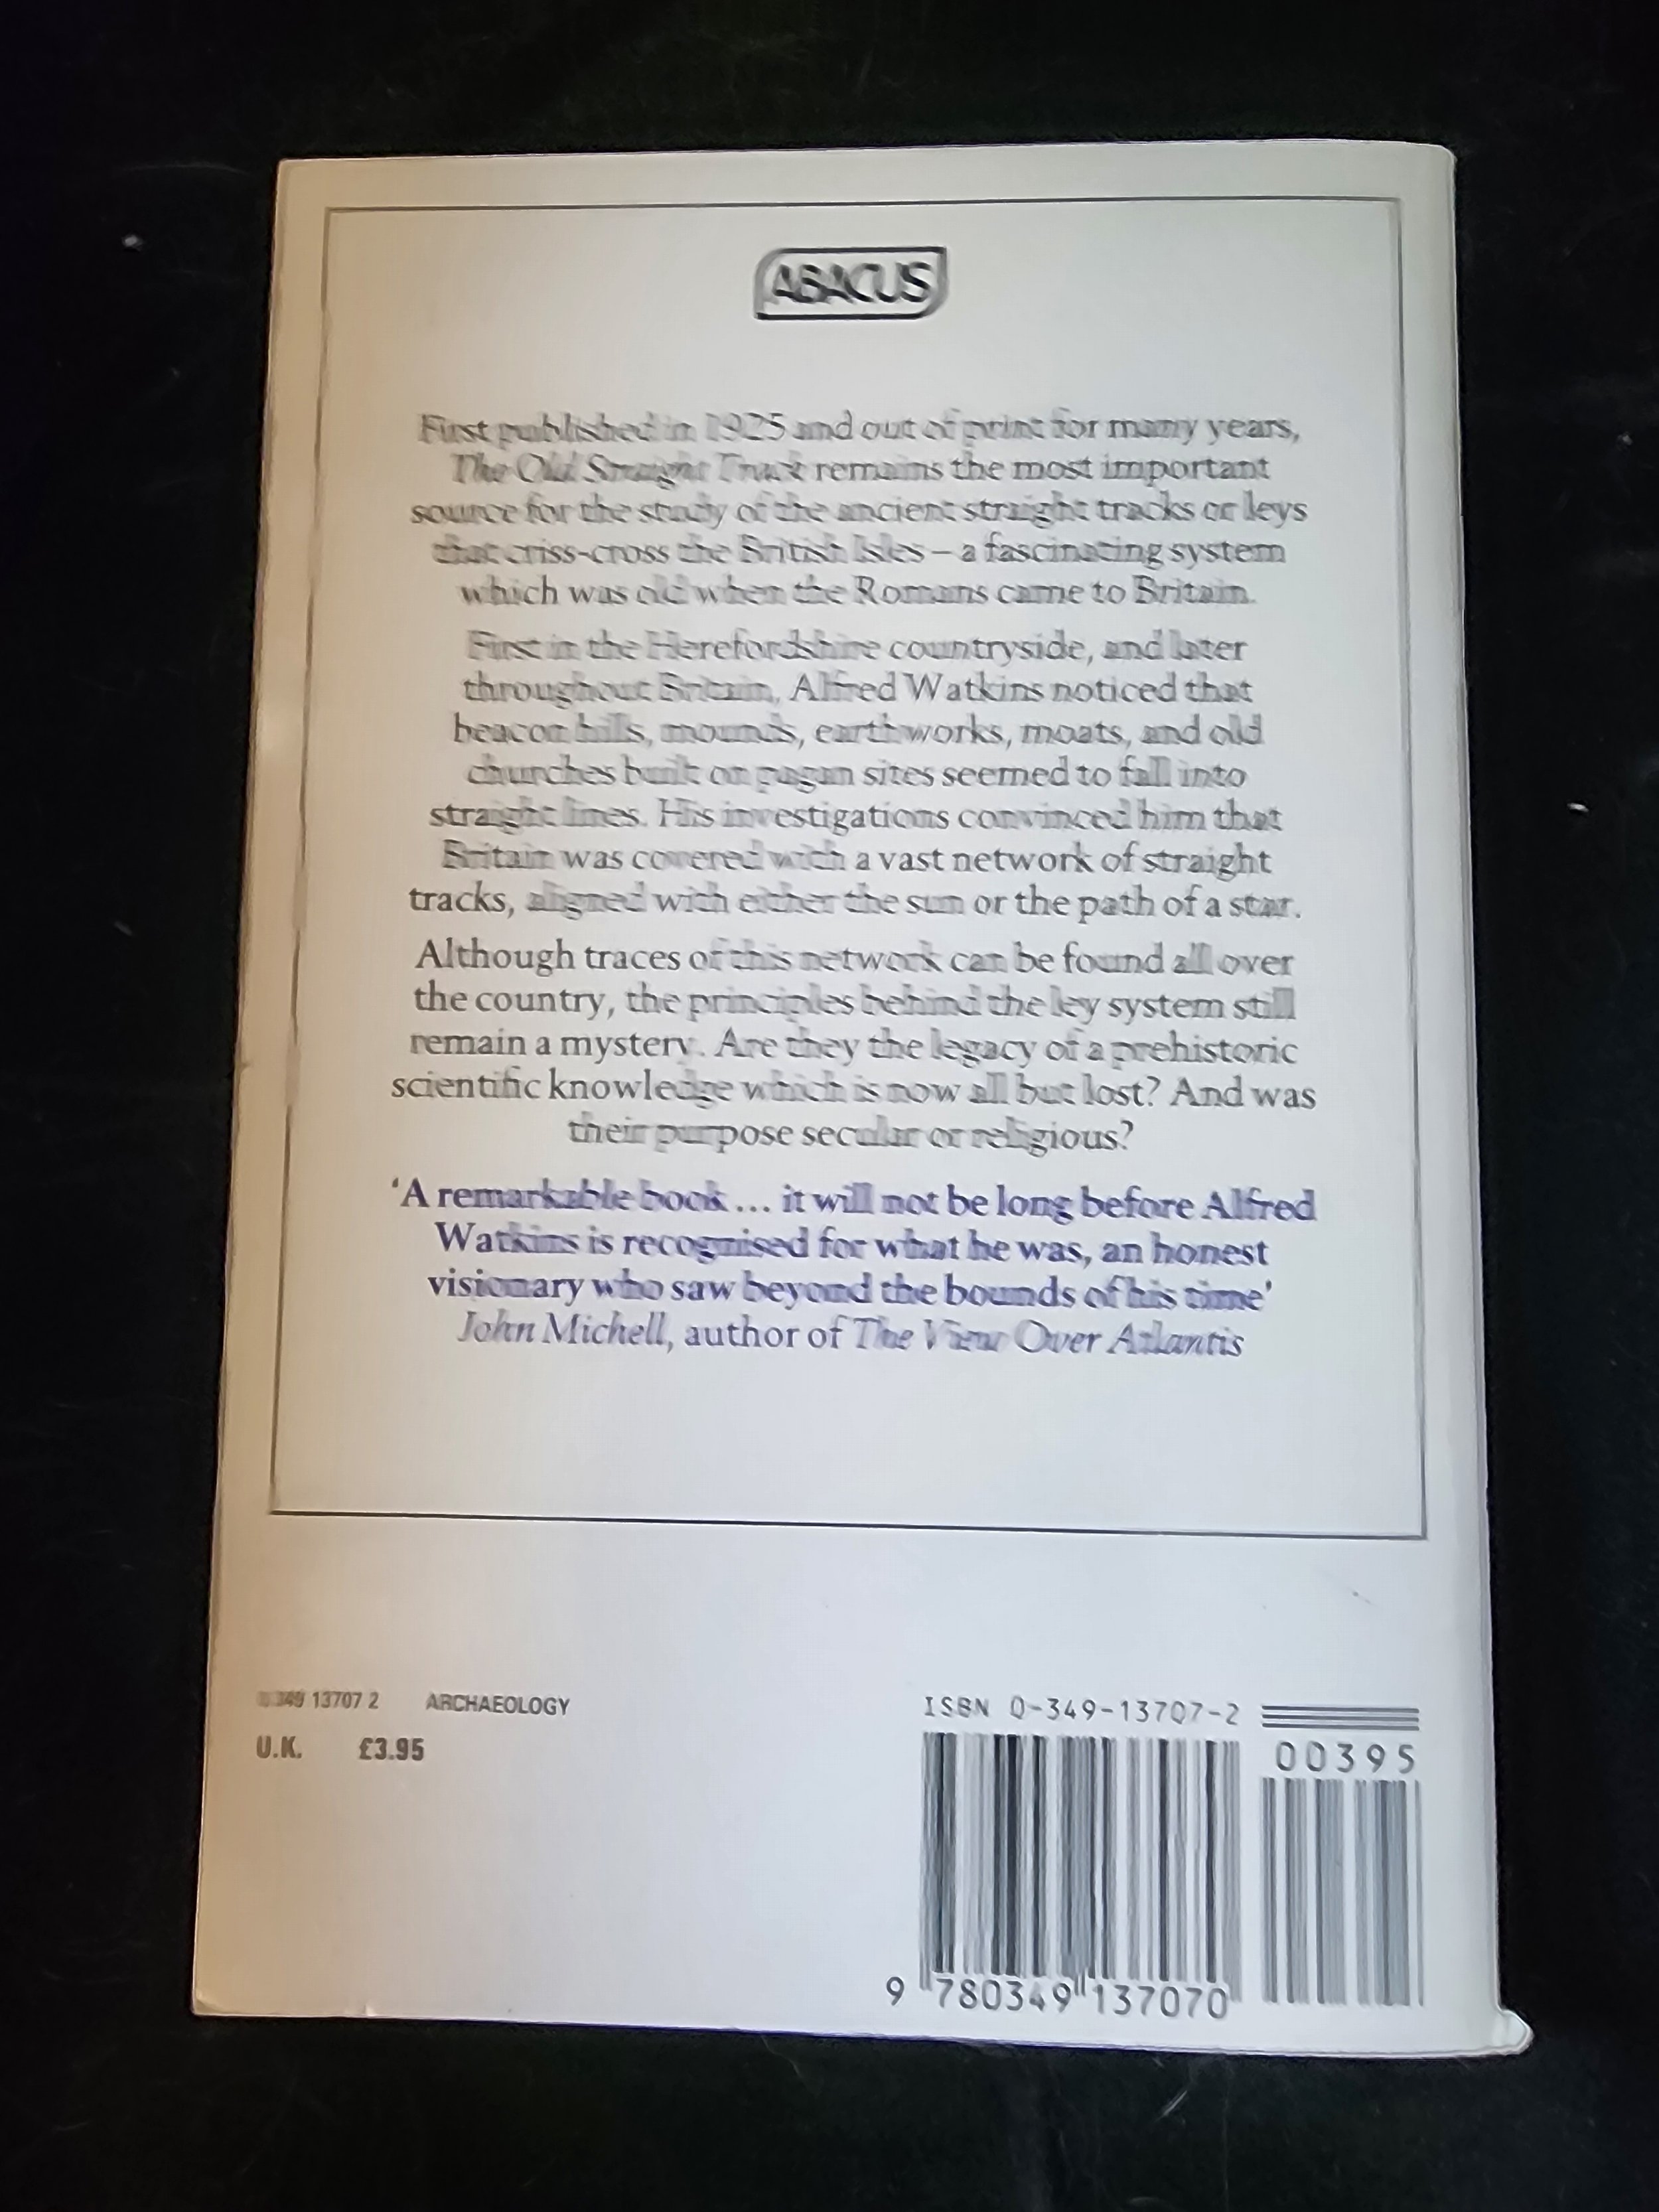 ABACUS
First published in 1925 and out of print for many years,
The Old Straight Track remains the most important
source for the study of the ancient straight tracks or leys
that criss-cross the British Isles – a fascinating system
which was old when the Romans came to Britain.
First in the Herefordshire countryside, and later
throughout Britain, Alfred Watkins noticed that
beacon hills, mounds, earthworks, moats, and old
churches built on pagan sites seemed to fall into
straight lines. His investigations convinced him that
Britain was covered with a vast network of straight
tracks, aligned with either the sun or the path of a star.
Although traces of this network can be found all over
the country, the principles behind the ley system still
remain a mystery. Are they the legacy of a prehistoric
scientific knowledge which is now all but lost? And was
their purpose secular or religious?
‘A remarkable book... it will not be long before Alfred
Watkins is recognised for what he was, an honest
visionary who saw beyond the bounds of his time’
John Michell, author of The View Over Atlantis
0 349 13707 2 ARCHAEOLOGY
U.K. £3.95
ISBN 0-349-13707-2
00395
9 780349 137070